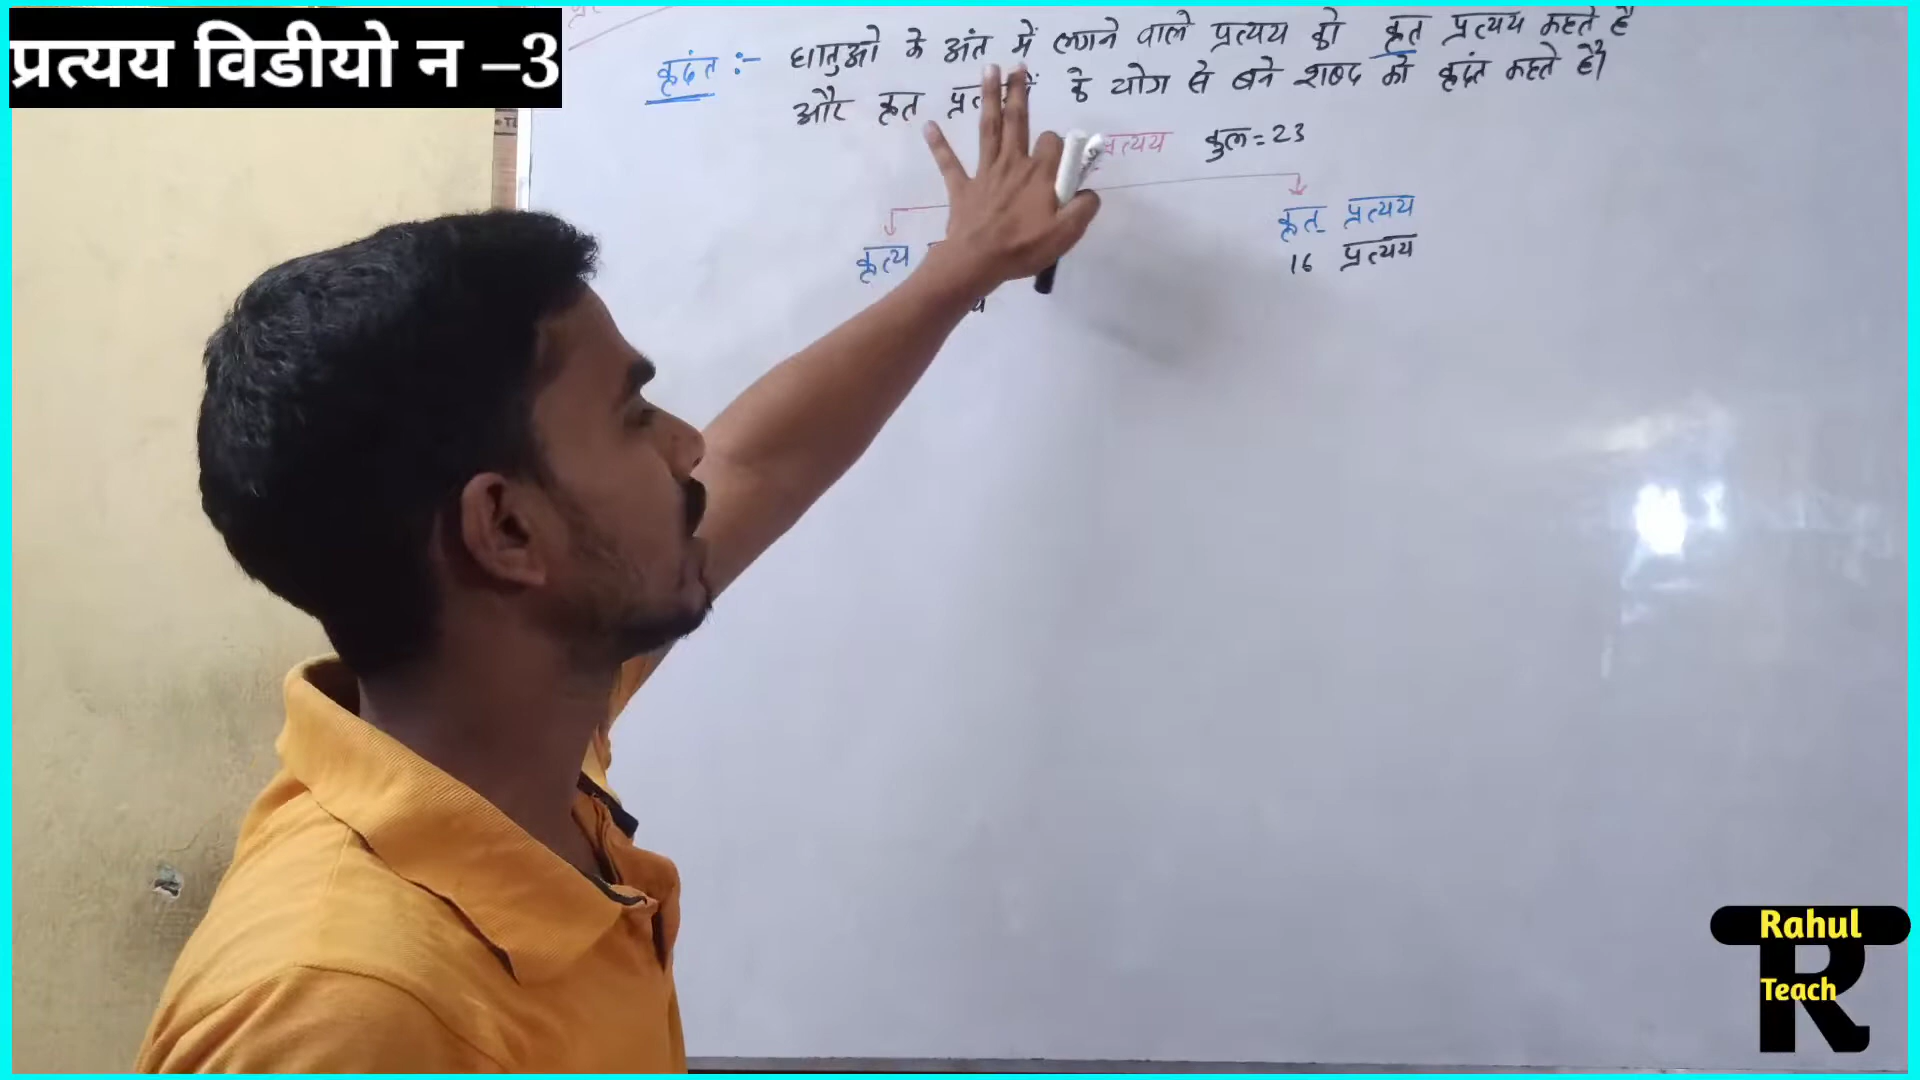 प्रत्यय विडीयो न –3
कृदंत :- धातुओ के अंत में लगने वाले प्रत्यय को कृत प्रत्यय कहते है
और कृत के योग से बने शब्द को कृदंत कहते है।
प्रत्यय कुल = 23
कृत्य
कृत प्रत्यय
16 प्रत्यय
Rahul
R
Teach